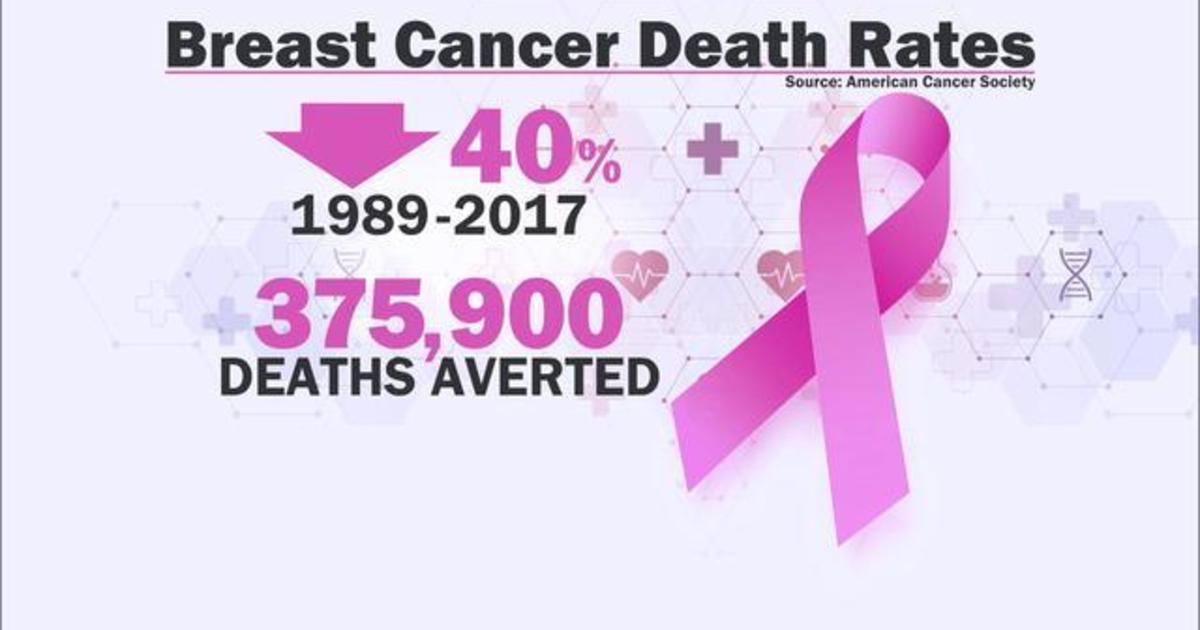 Breast Cancer Death Rates
Source: American Cancer Society
40%
1989-2017
375,900
DEATHS AVERTED